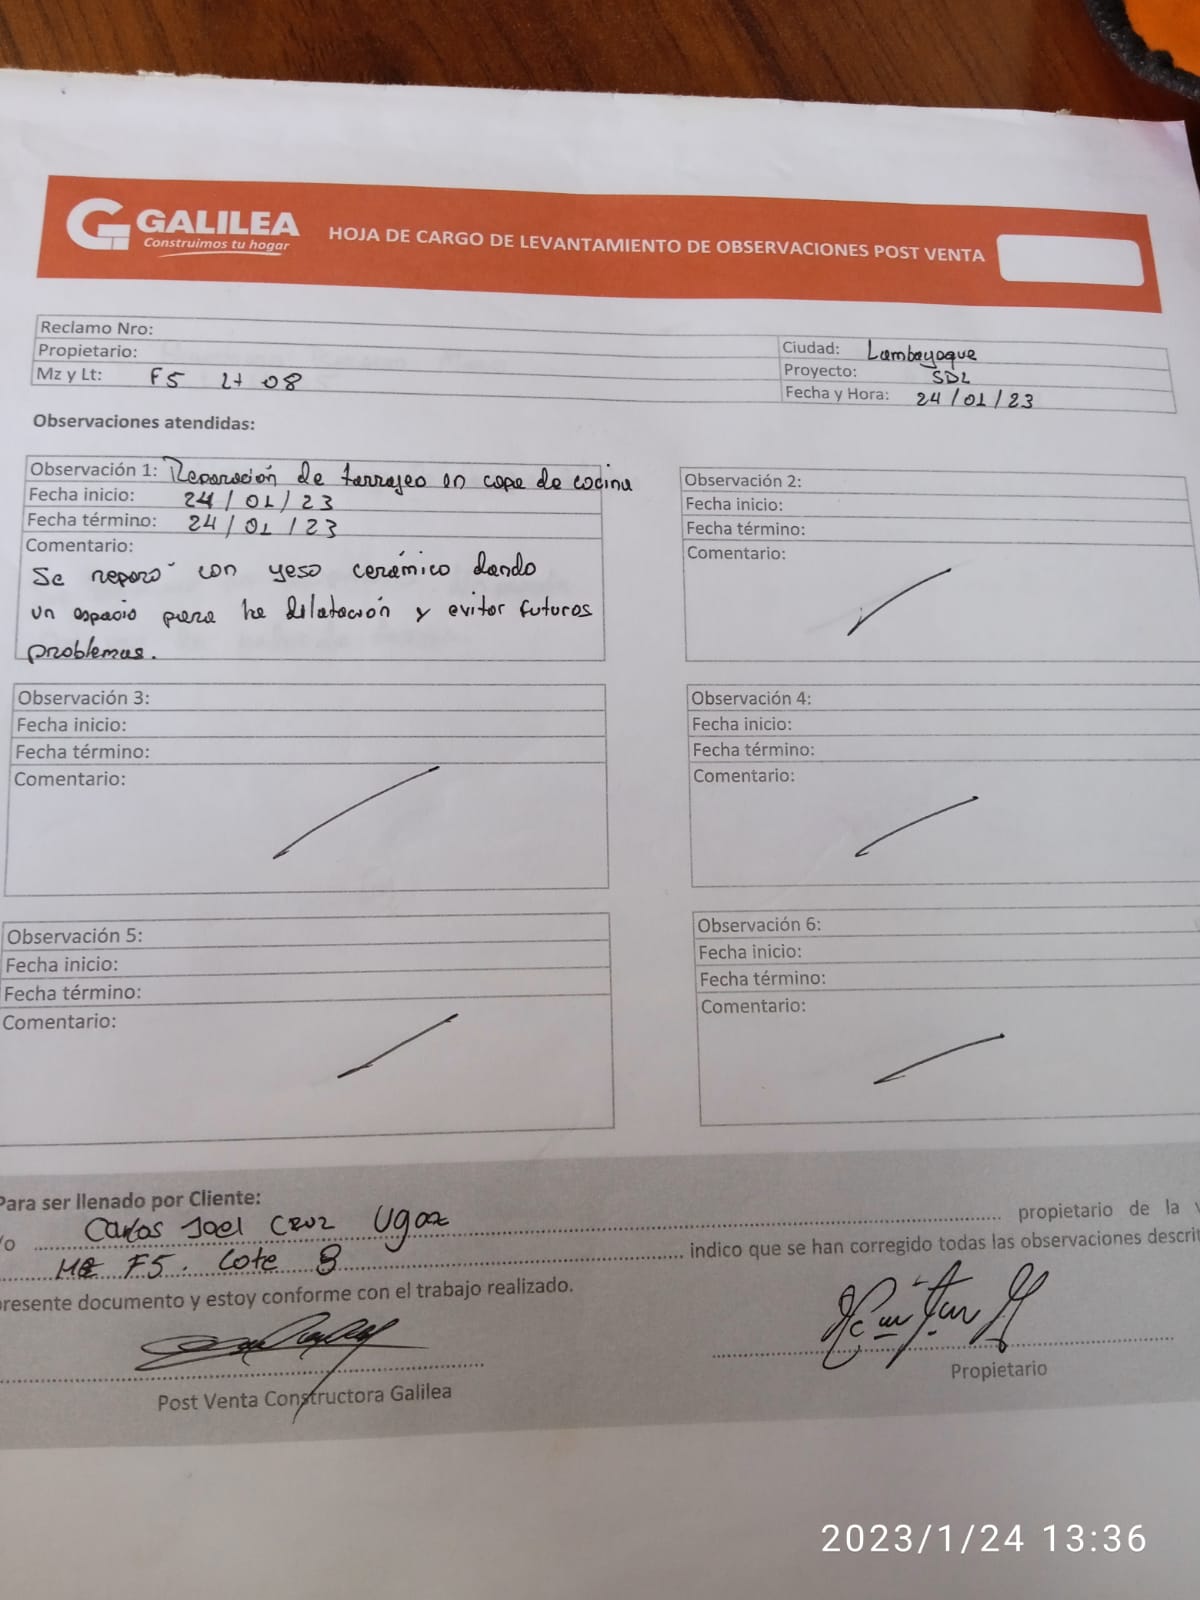 GALILEA
Construimos tu hogar
HOJA DE CARGO DE LEVANTAMIENTO DE OBSERVACIONES POST VENTA
Reclamo Nro:
Propietario:
Mz y Lt: F5 Lt 08
Ciudad: Lambayeque
Proyecto: SDL
Fecha y Hora: 24/01/23
Observaciones atendidas:
Observación 1: Reparación de tarrajeo en cape de cocina
Fecha inicio: 24/01/23
Fecha término: 24/01/23
Comentario:
Se reparó con yeso cerámico dando
un espacio para la dilatación y evitar futuros
problemas.
Observación 2:
Fecha inicio:
Fecha término:
Comentario:
Observación 3:
Fecha inicio:
Fecha término:
Comentario:
Observación 4:
Fecha inicio:
Fecha término:
Comentario:
Observación 5:
Fecha inicio:
Fecha término:
Comentario:
Observación 6:
Fecha inicio:
Fecha término:
Comentario:
Para ser llenado por Cliente:
/o Carlos Joel Cruz Ugaz propietario de la v
Mz F5. Lote 8 indico que se han corregido todas las observaciones descrit
presente documento y estoy conforme con el trabajo realizado.
Post Venta Constructora Galilea
Propietario
2023/1/24 13:36